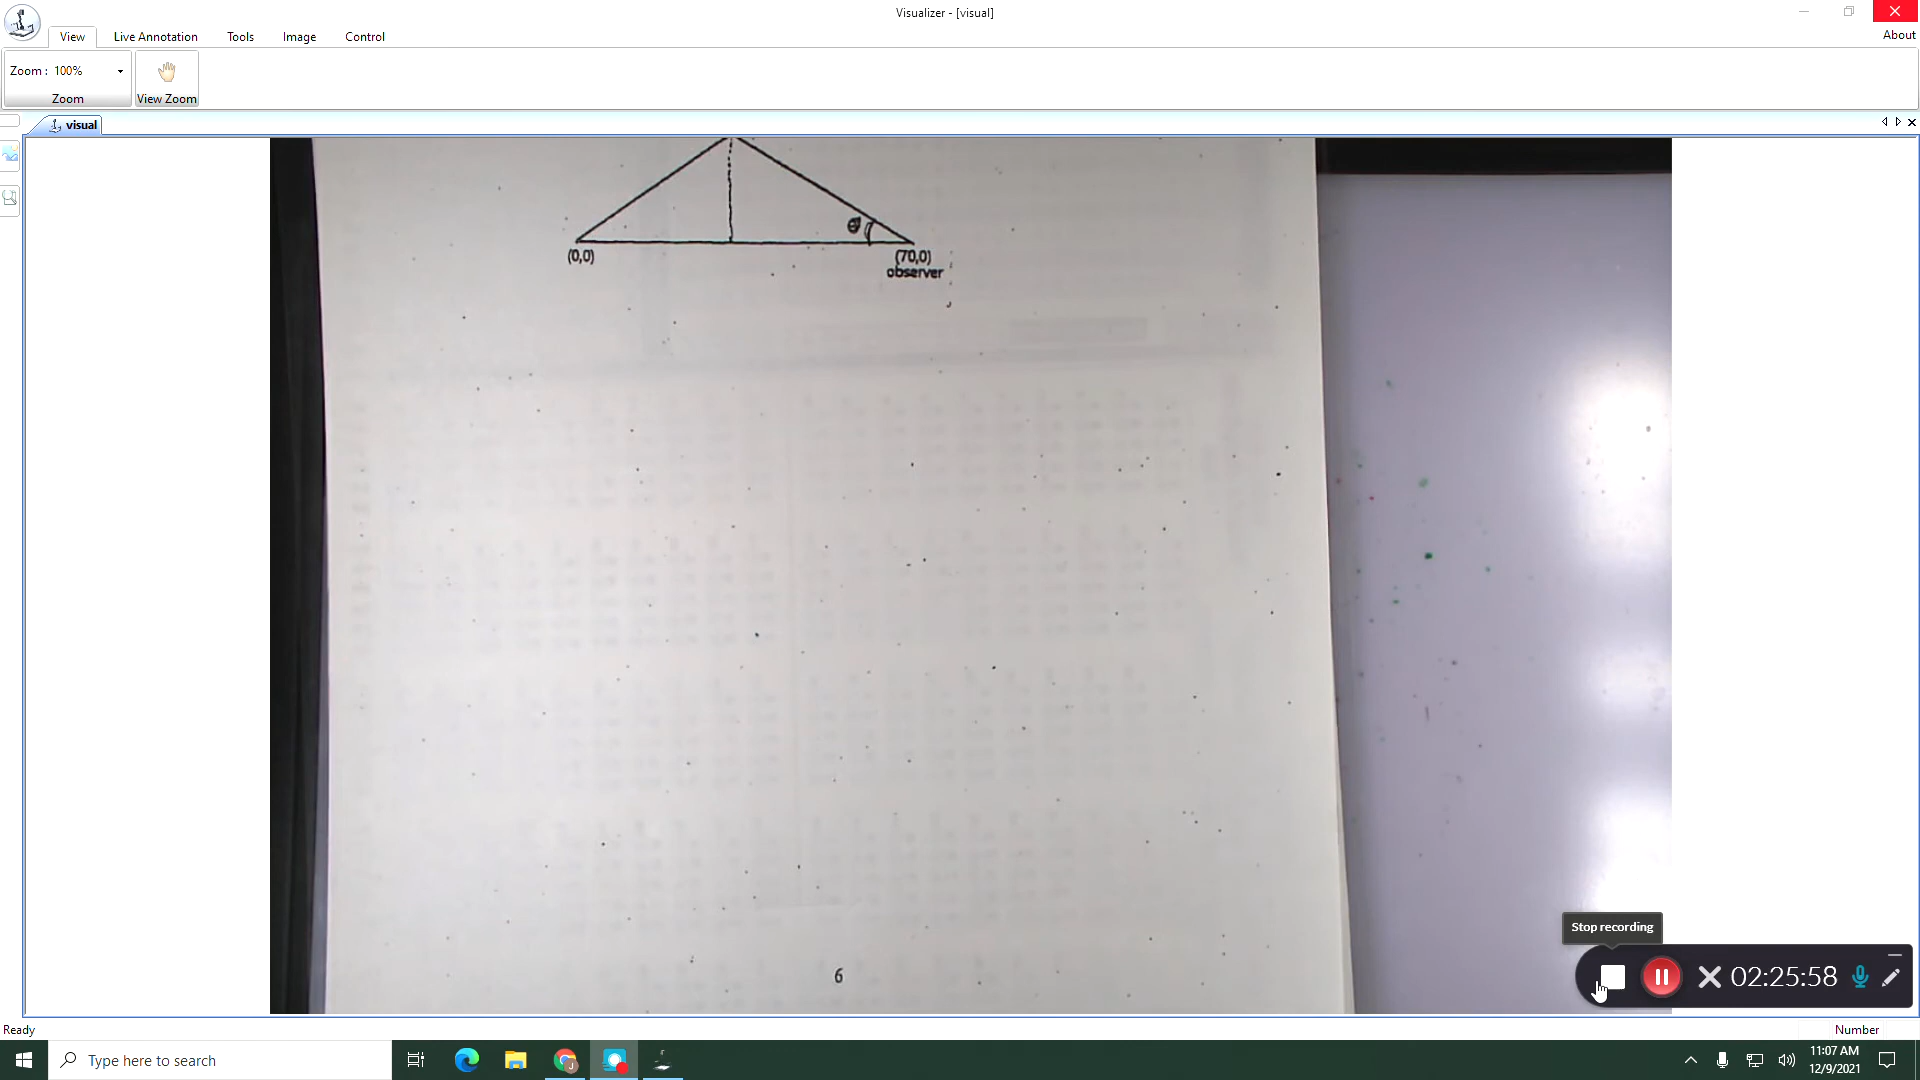 Visualizer - [visual]
View Live Annotation Tools Image Control About
Zoom : 100%
Zoom View Zoom
visual
θ
(0,0) (70,0)
observer
6
Stop recording
02:25:58
Ready Number
Type here to search
11:07 AM
12/9/2021